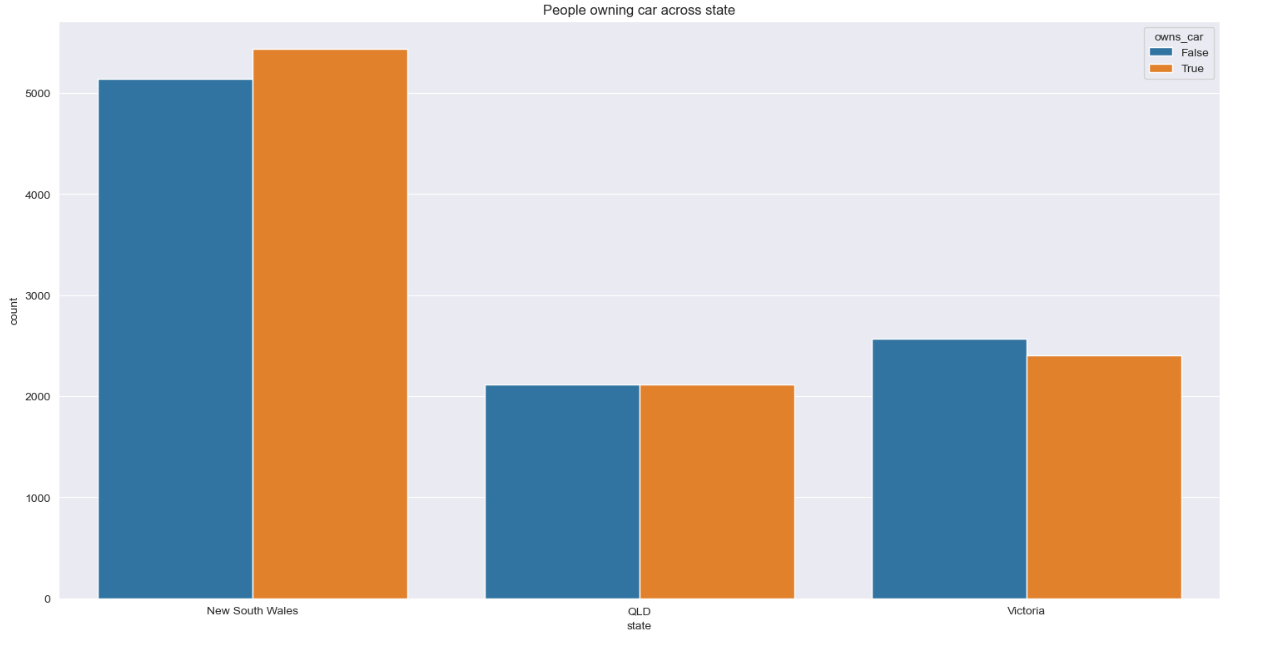 People owning car across state
owns_car
False
True
5000
4000
3000
2000
1000
0
count
New South Wales
QLD
Victoria
state